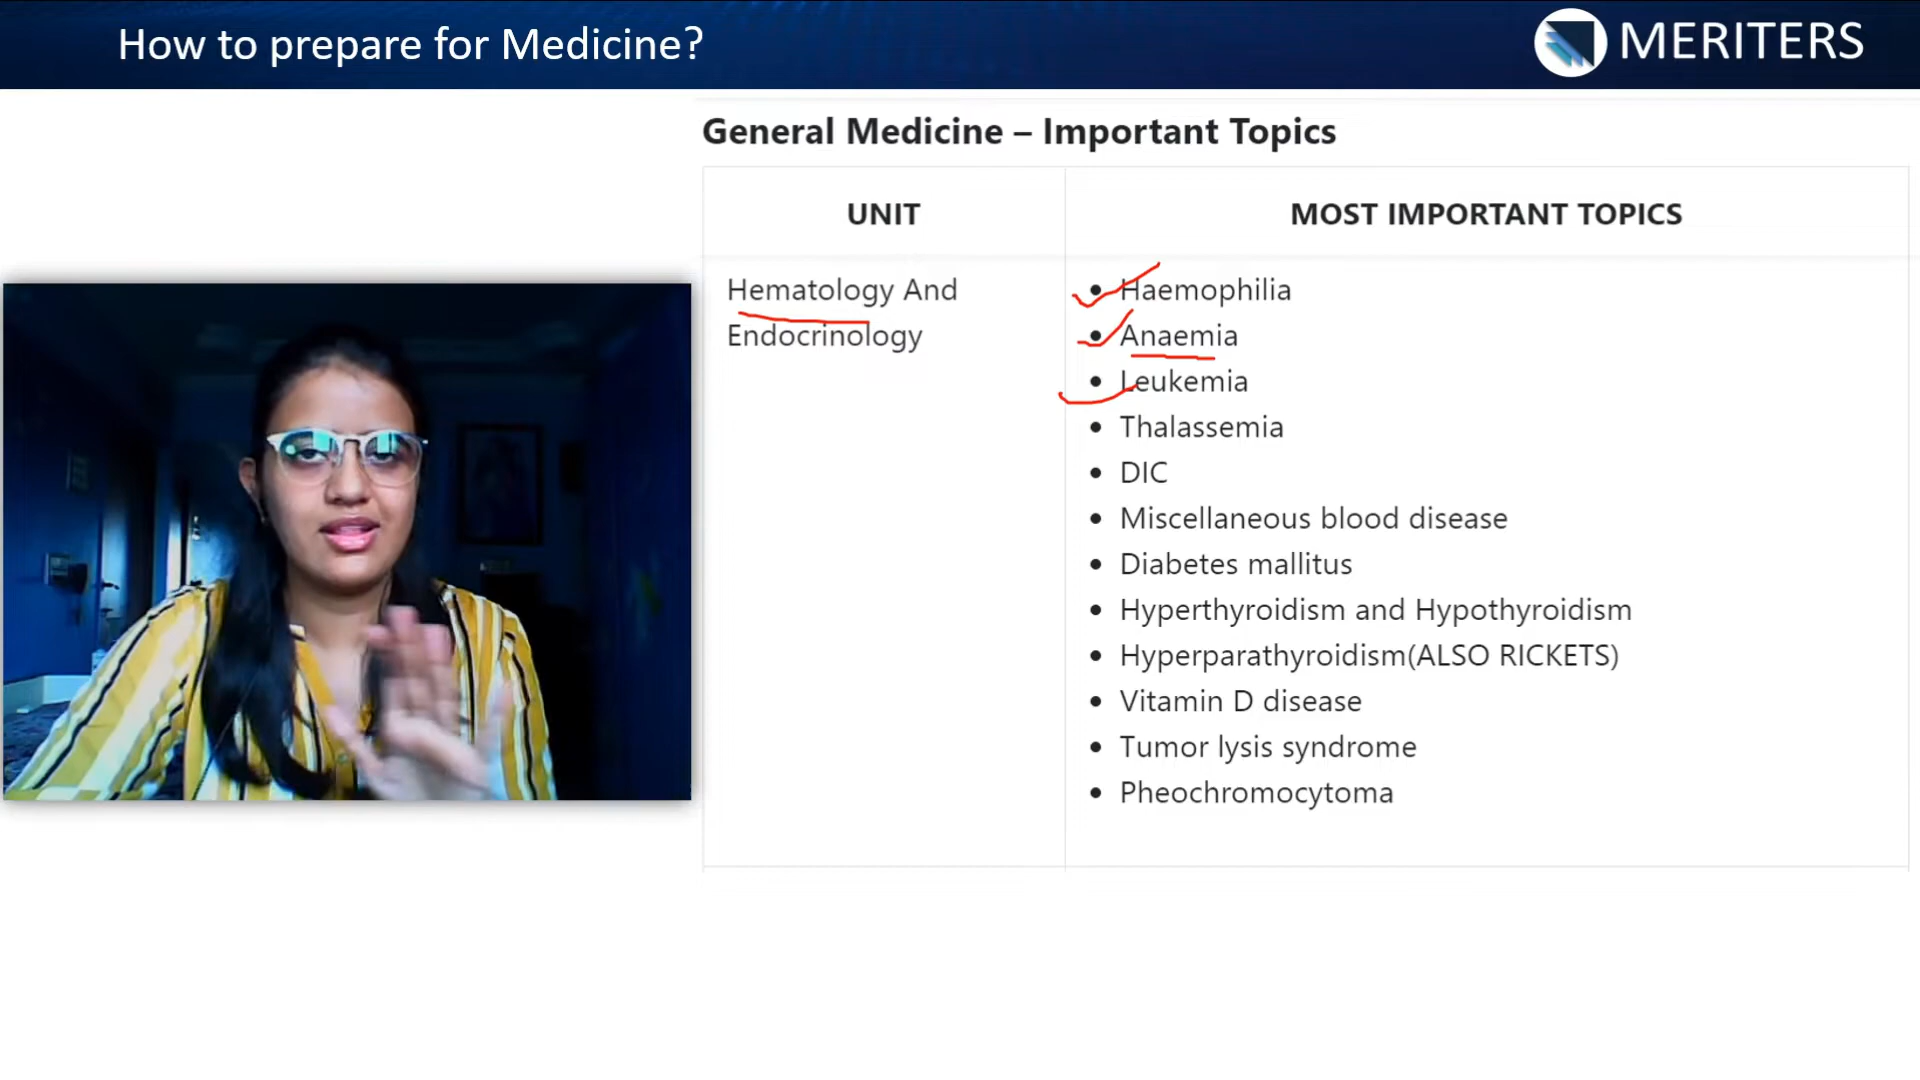 How to prepare for Medicine?
MERITERS
General Medicine – Important Topics
UNIT
MOST IMPORTANT TOPICS
Hematology And
Endocrinology
• Haemophilia
• Anaemia
• Leukemia
• Thalassemia
• DIC
• Miscellaneous blood disease
• Diabetes mallitus
• Hyperthyroidism and Hypothyroidism
• Hyperparathyroidism(ALSO RICKETS)
• Vitamin D disease
• Tumor lysis syndrome
• Pheochromocytoma